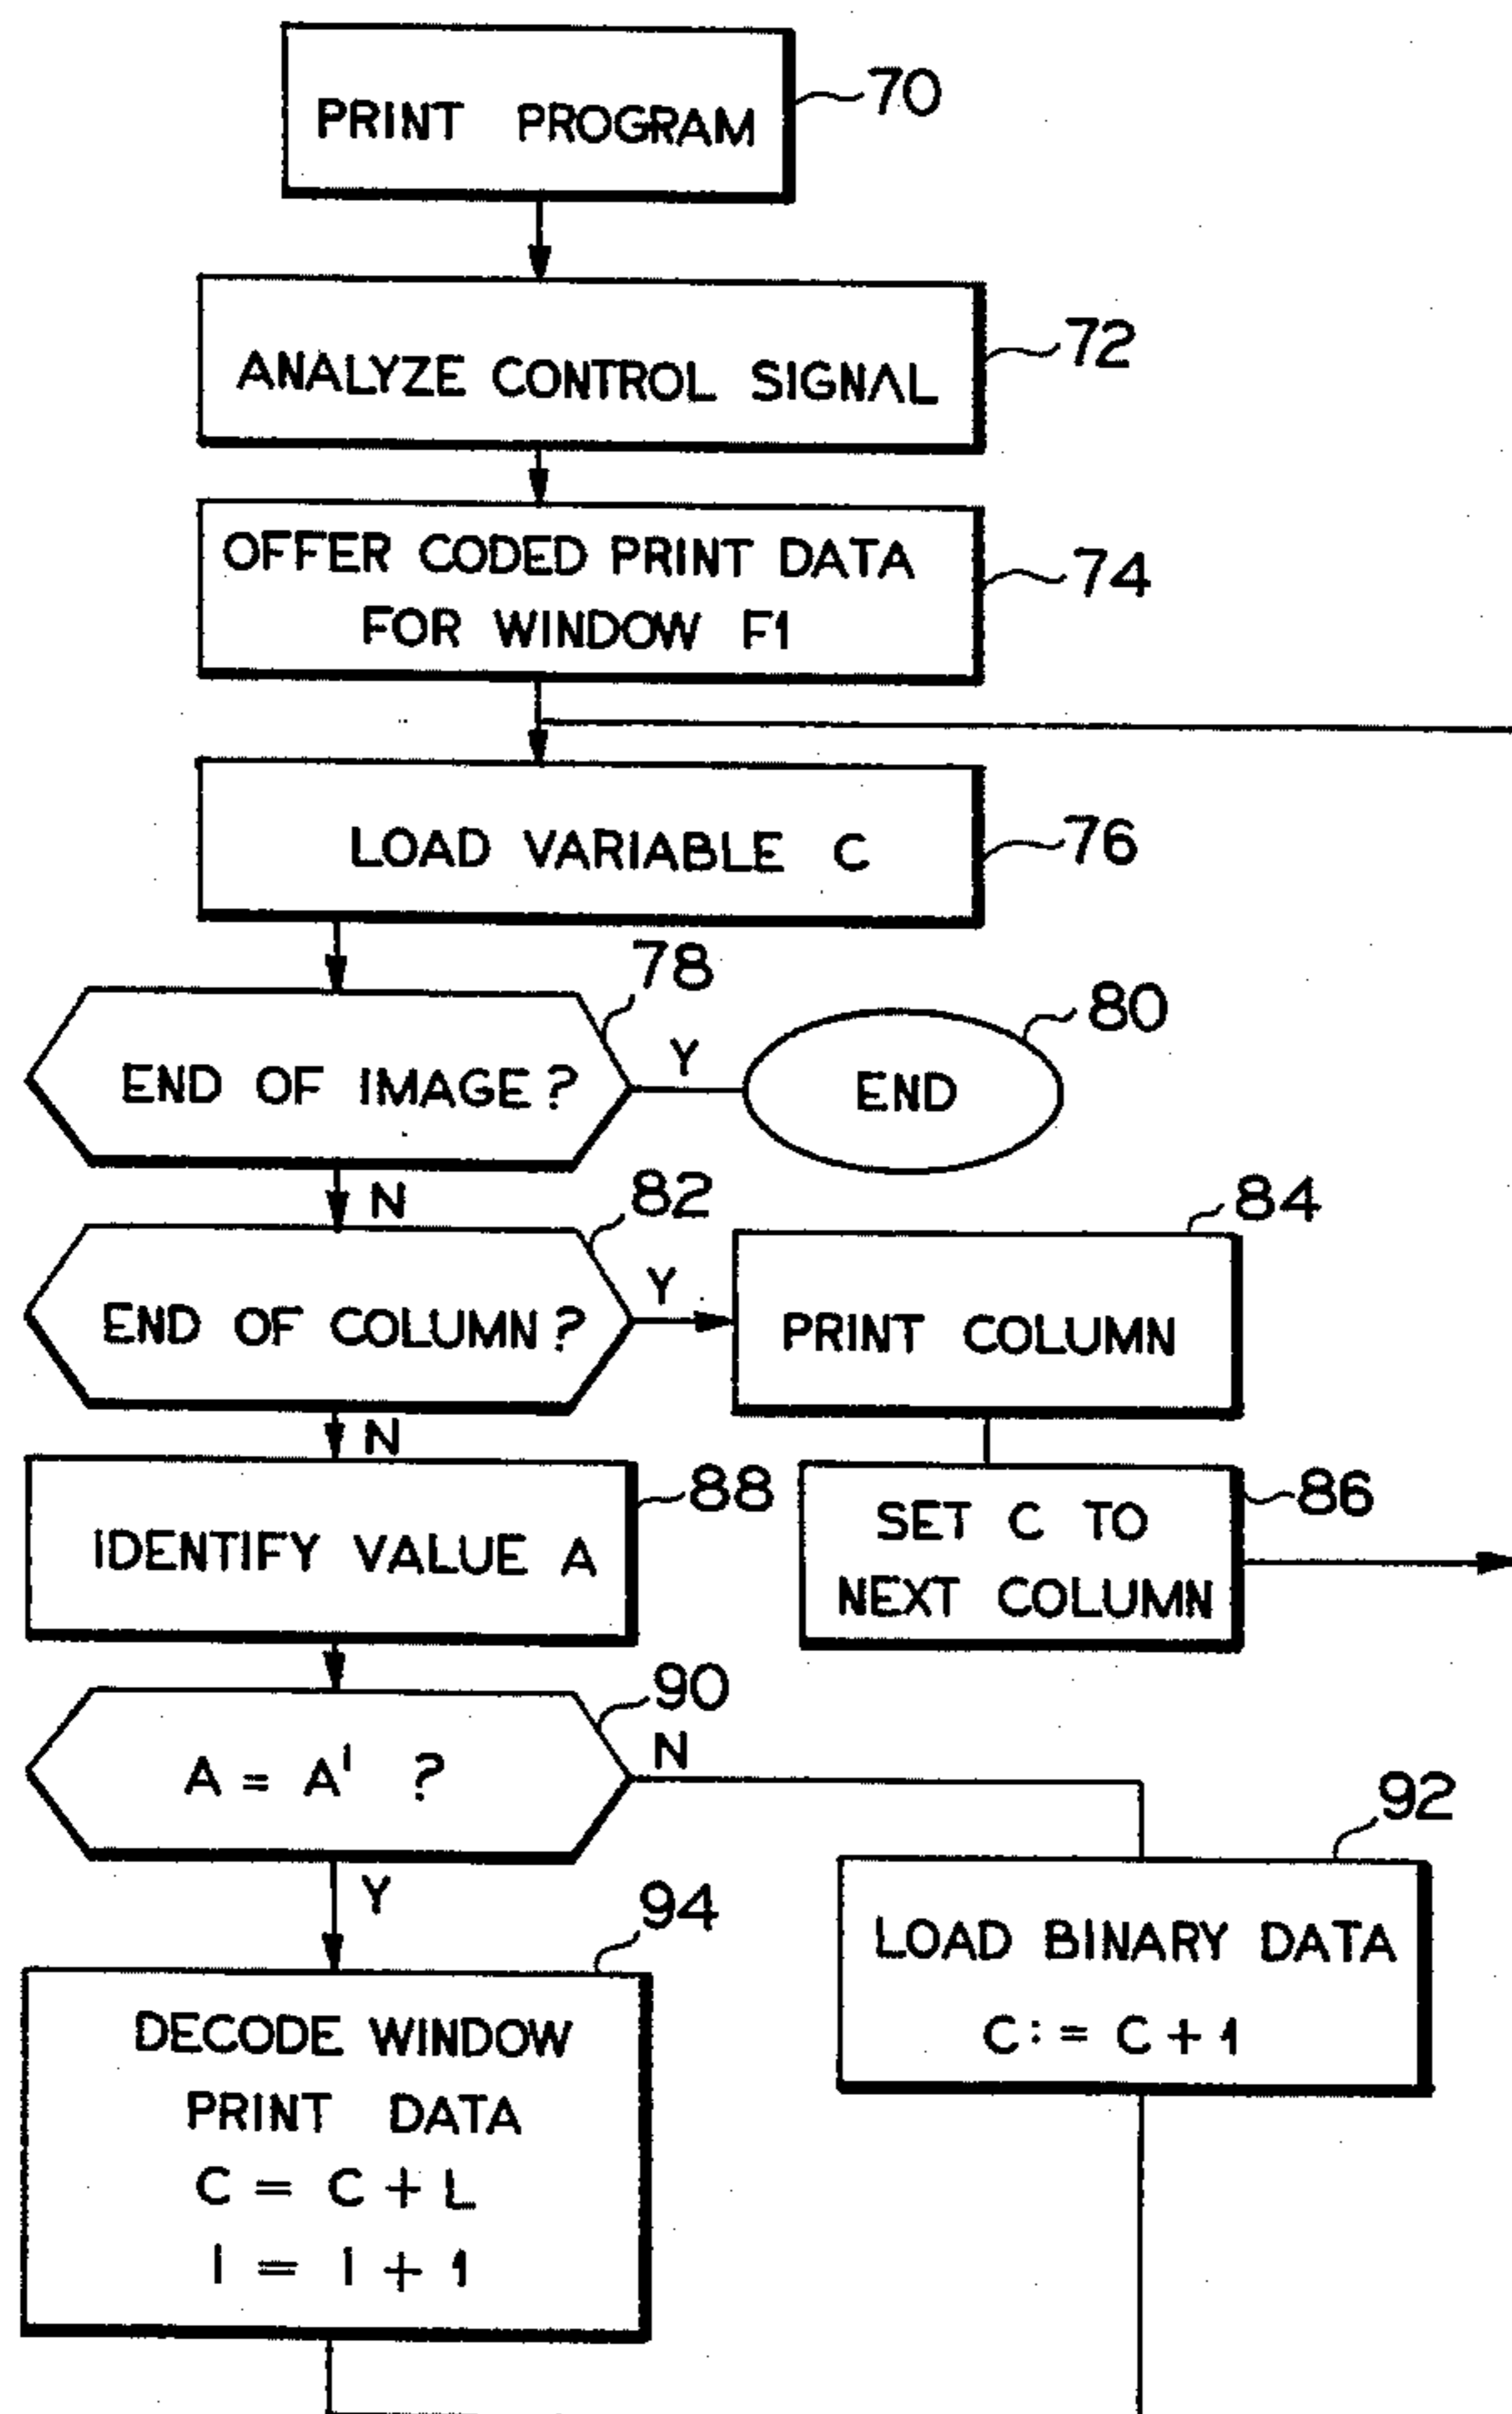 PRINT PROGRAM
70
ANALYZE CONTROL SIGNAL
72
OFFER CODED PRINT DATA
FOR WINDOW F1
74
LOAD VARIABLE C
76
78
END OF IMAGE?
Y
80
END
N
82
END OF COLUMN?
Y
84
PRINT COLUMN
N
88
IDENTIFY VALUE A
86
SET C TO
NEXT COLUMN
90
A = A' ?
N
92
LOAD BINARY DATA
C := C + 1
Y
94
DECODE WINDOW
PRINT DATA
C = C + L
I = I + 1